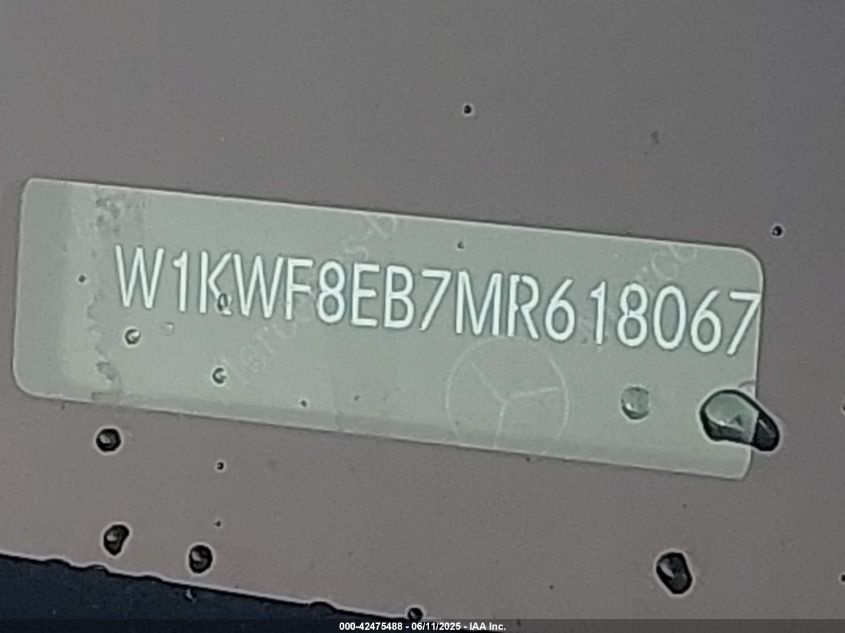 W1KWF8EB7MR618067
000-42475488 - 06/11/2025 - IAA Inc.